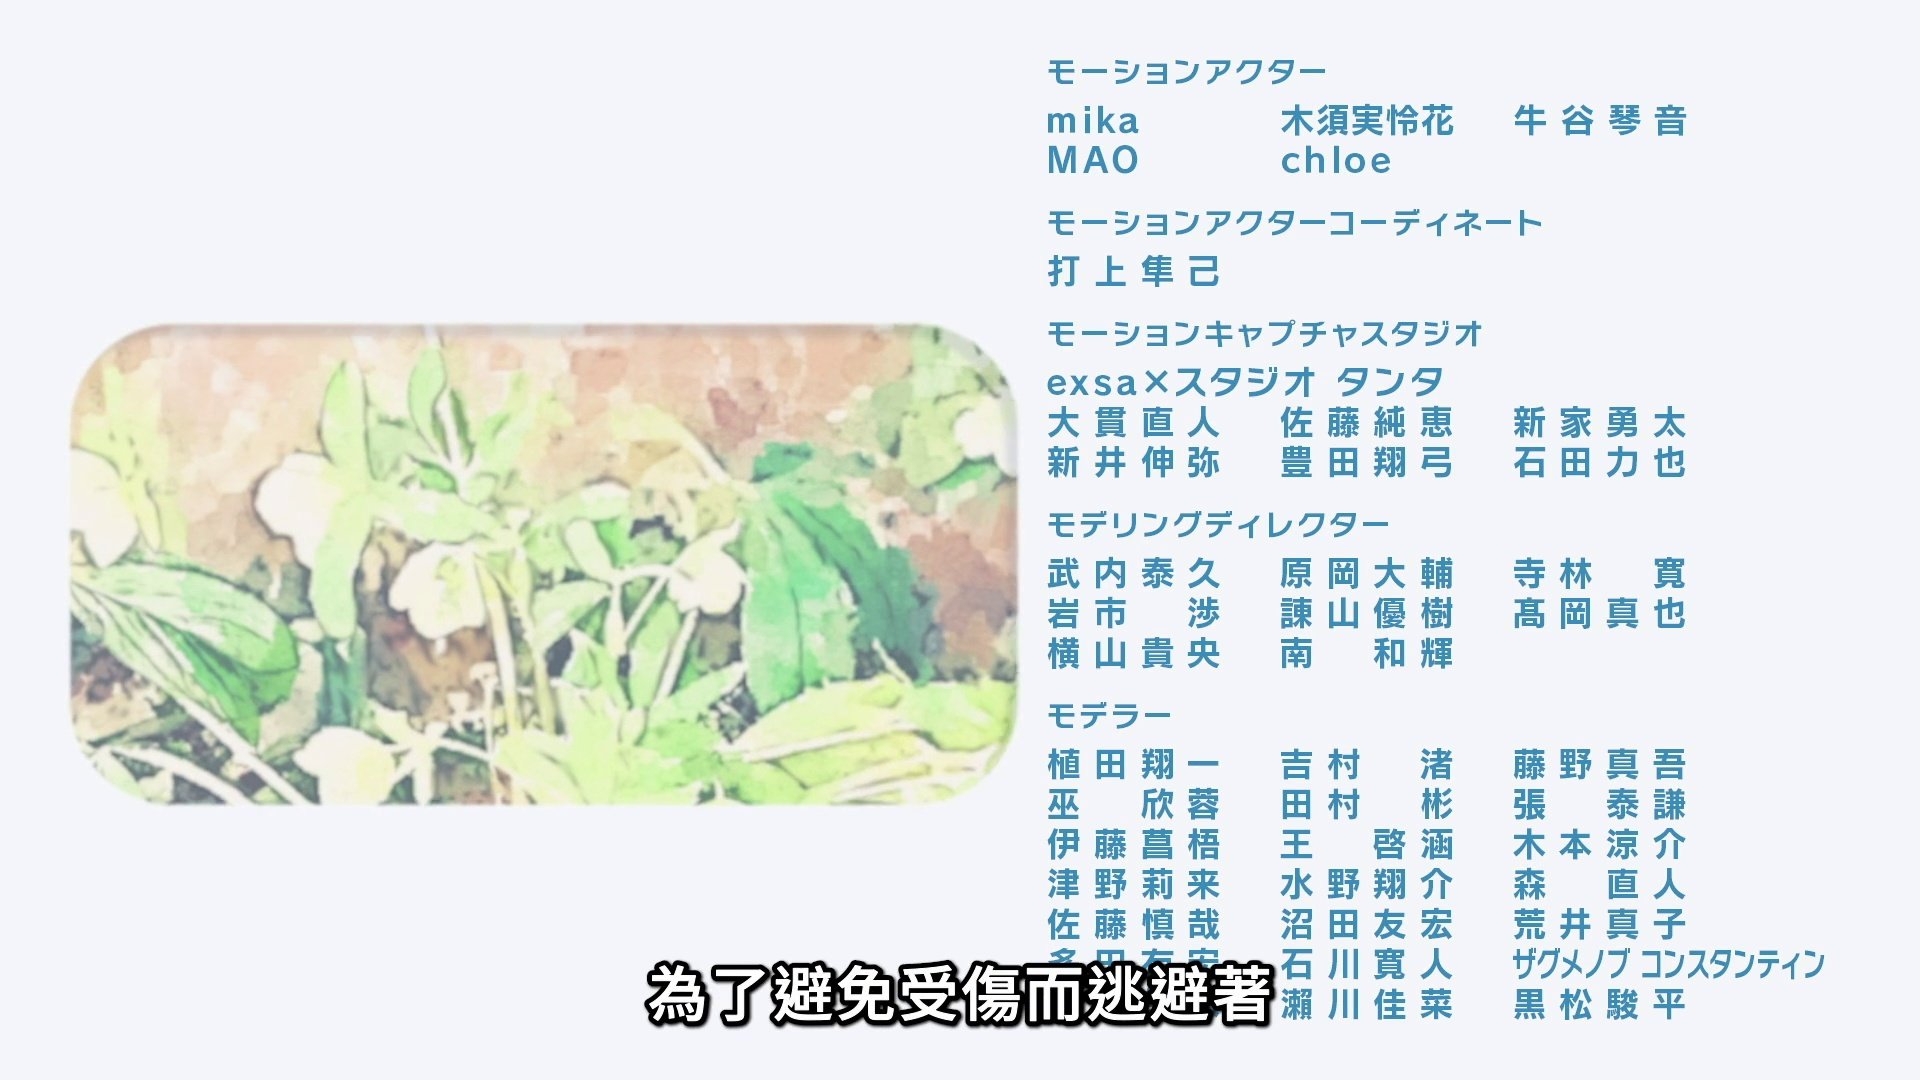 モーションアクター
mika 木須実怜花 牛谷琴音
MAO chloe
モーションアクターコーディネート
打上隼己
モーションキャプチャスタジオ
exsa×スタジオ タンタ
大貫直人 佐藤純恵 新家勇太
新井伸弥 豊田翔弓 石田力也
モデリングディレクター
武内泰久 原岡大輔 寺林 寛
岩市 渉 諌山優樹 髙岡真也
横山貴央 南 和輝
モデラー
植田翔一 吉村 渚 藤野真吾
巫 欣蓉 田村 彬 張 泰謙
伊藤菖梧 王 啓涵 木本涼介
津野莉来 水野翔介 森 直人
佐藤慎哉 沼田友宏 荒井真子
石川寛人 ザグメノブ コンスタンティン
瀬川佳菜 黒松駿平
為了避免受傷而逃避著